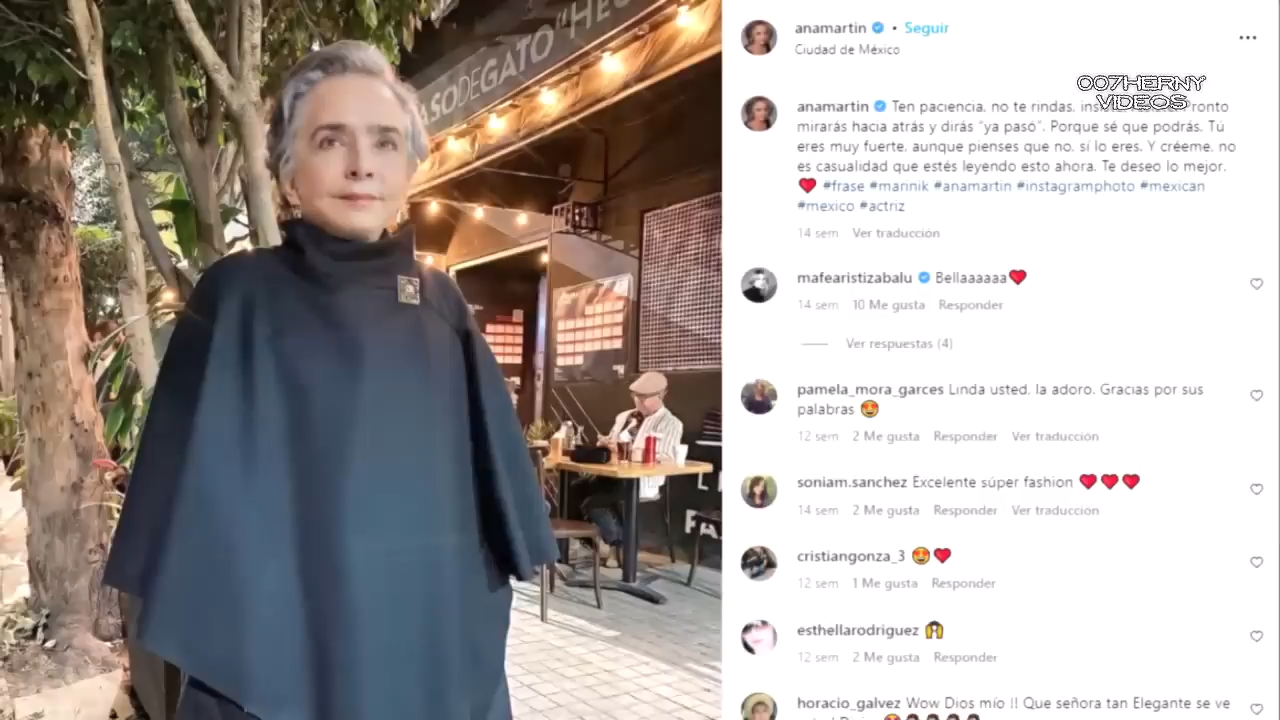 PASODEGATO "HE
anamartin • Seguir
Ciudad de México
007HERNY
VIDEOS
anamartin Ten paciencia, no te rindas,
mirarás hacia atrás y dirás "ya pasó". Porque sé que podrás. Tú
eres muy fuerte, aunque pienses que no, sí lo eres. Y créeme, no
es casualidad que estés leyendo esto ahora. Te deseo lo mejor.
❤️ #frase #marinik #anamartin #instagramphoto #mexican
#mexico #actriz
14 sem Ver traducción
mafearistizabalu Bellaaaaaa❤️
14 sem 10 Me gusta Responder
Ver respuestas (4)
pamela_mora_garces Linda usted, la adoro. Gracias por sus
palabras 🤩
12 sem 2 Me gusta Responder Ver traducción
soniam.sanchez Excelente súper fashion ❤️❤️❤️
14 sem 2 Me gusta Responder Ver traducción
cristiangonza_3 🤩❤️
12 sem 1 Me gusta Responder
esthellarodriguez 🙌
12 sem 2 Me gusta Responder
horacio_galvez Wow Dios mío !! Que señora tan Elegante se ve